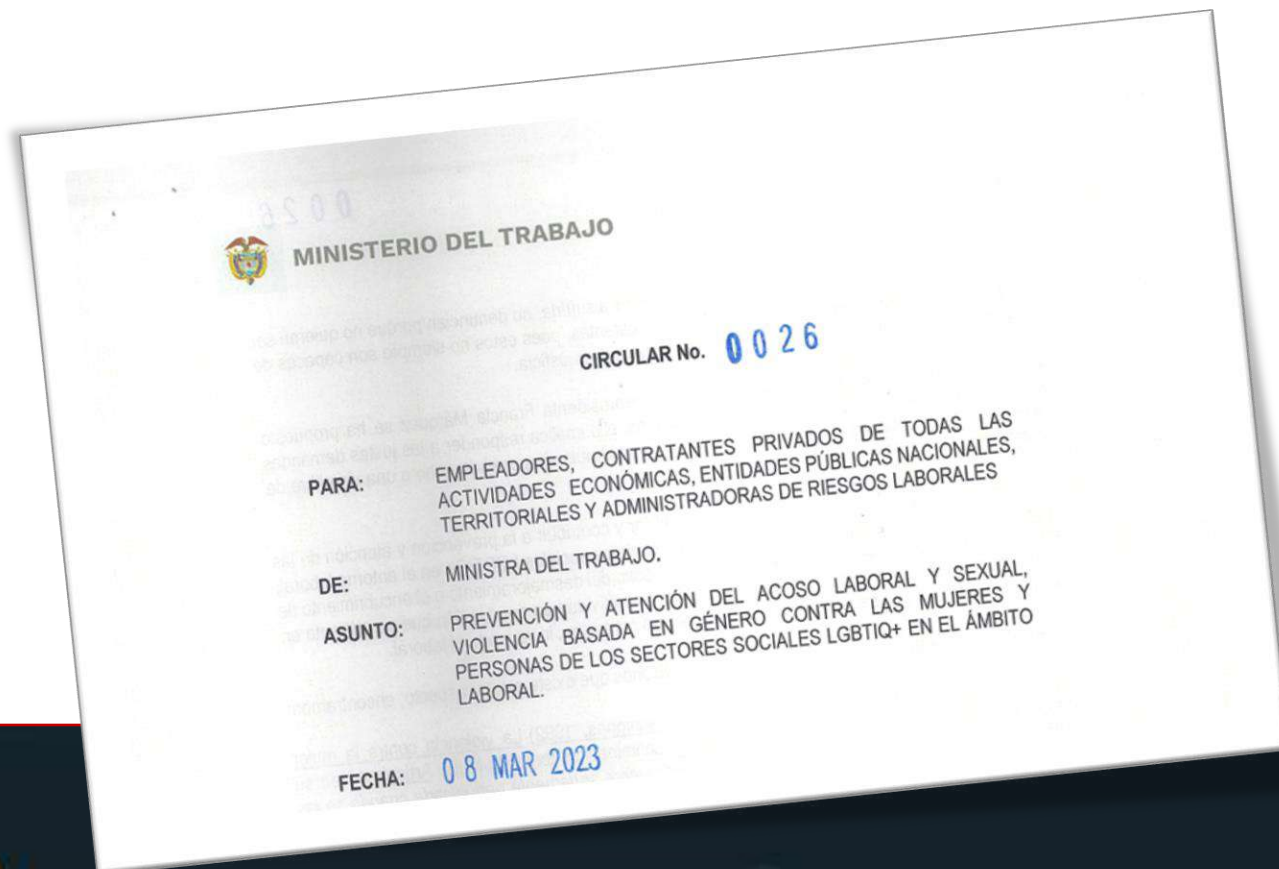 MINISTERIO DEL TRABAJO
CIRCULAR No. 0026
PARA: EMPLEADORES, CONTRATANTES PRIVADOS DE TODAS LAS
ACTIVIDADES ECONÓMICAS, ENTIDADES PÚBLICAS NACIONALES,
TERRITORIALES Y ADMINISTRADORAS DE RIESGOS LABORALES
DE: MINISTRA DEL TRABAJO.
ASUNTO: PREVENCIÓN Y ATENCIÓN DEL ACOSO LABORAL Y SEXUAL,
VIOLENCIA BASADA EN GÉNERO CONTRA LAS MUJERES Y
PERSONAS DE LOS SECTORES SOCIALES LGBTIQ+ EN EL ÁMBITO
LABORAL.
FECHA: 08 MAR 2023